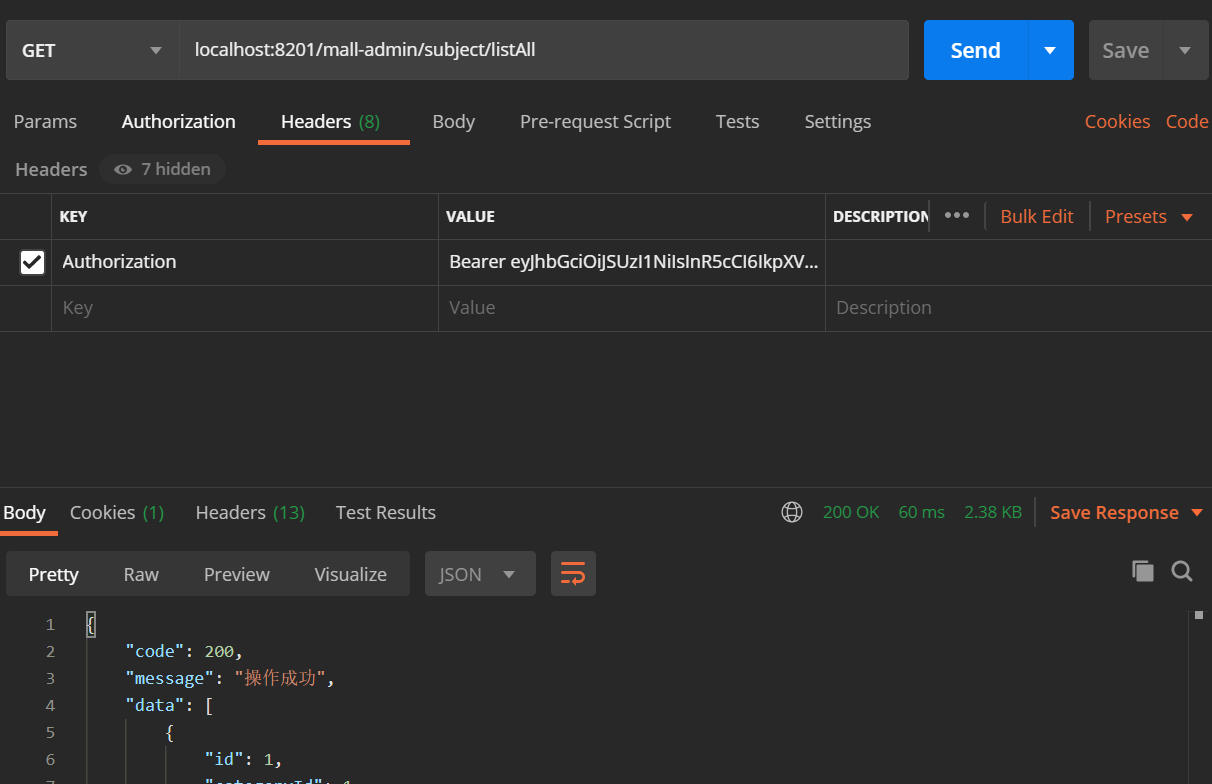 GET localhost:8201/mall-admin/subject/listAll Send Save
Params Authorization Headers (8) Body Pre-request Script Tests Settings Cookies Code
Headers 7 hidden
KEY VALUE DESCRIPTION ••• Bulk Edit Presets
Authorization Bearer eyJhbGciOiJSUzI1NiIsInR5cCI6IkpXV...
Key Value Description
Body Cookies (1) Headers (13) Test Results 200 OK 60 ms 2.38 KB Save Response
Pretty Raw Preview Visualize JSON
1 {
2 "code": 200,
3 "message": "操作成功",
4 "data": [
5 {
6 "id": 1,
7 "categoryId": 1